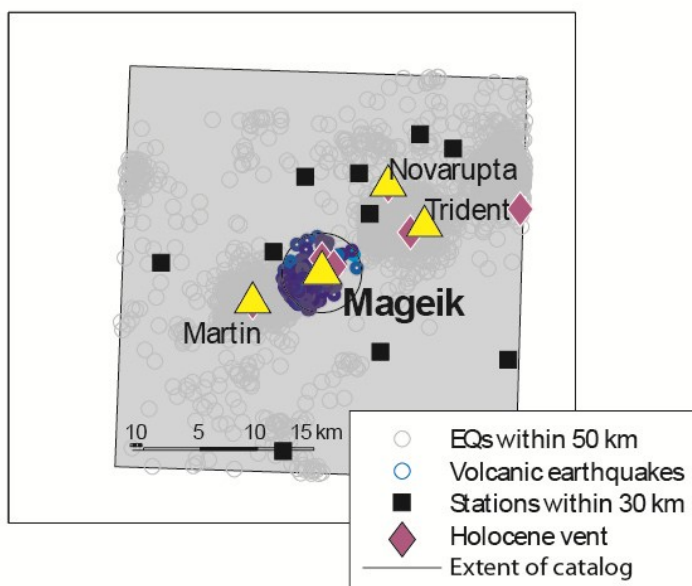 Novarupta
Trident
Mageik
Martin
10 5 10 15 km
EQs within 50 km
Volcanic earthquakes
Stations within 30 km
Holocene vent
Extent of catalog